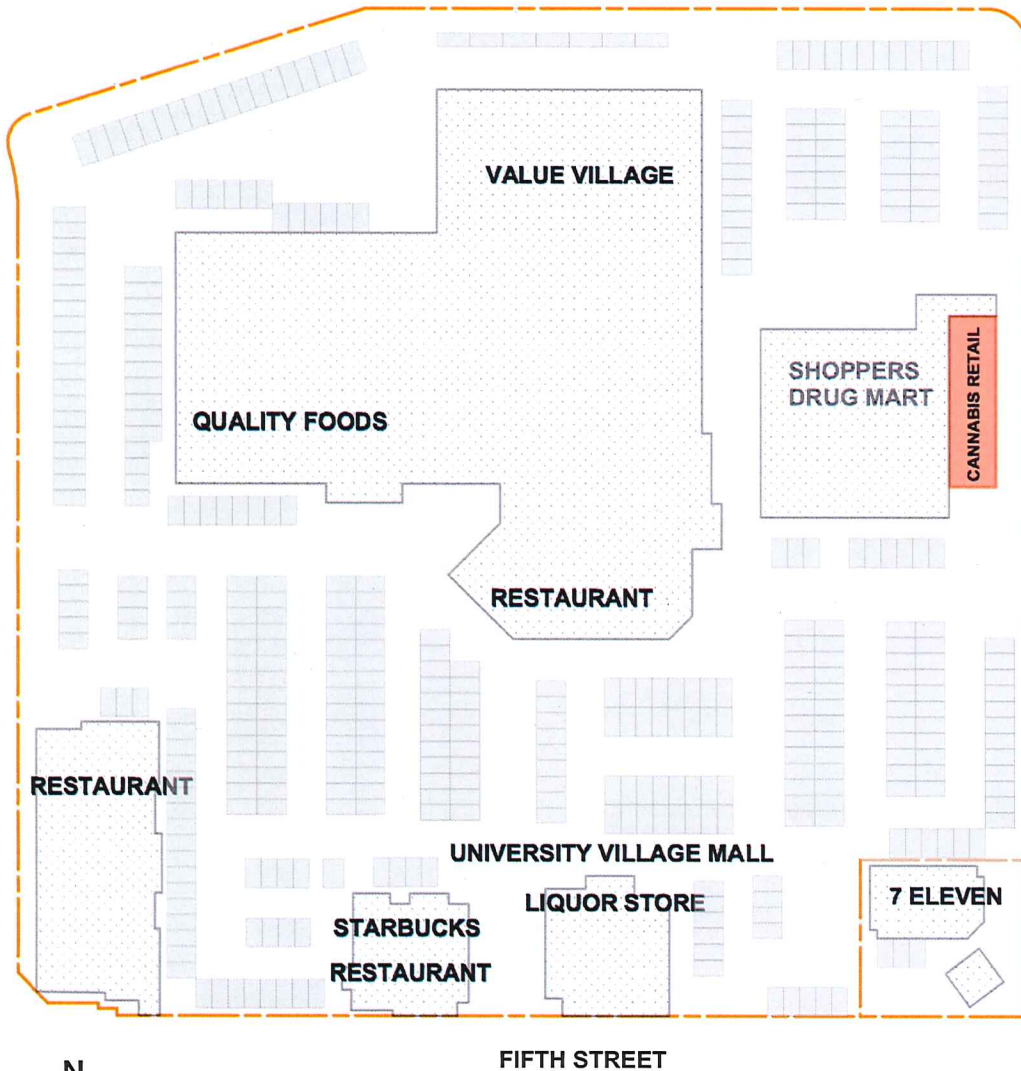 VALUE VILLAGE
SHOPPERS
DRUG MART
CANNABIS RETAIL
QUALITY FOODS
RESTAURANT
RESTAURANT
UNIVERSITY VILLAGE MALL
LIQUOR STORE
7 ELEVEN
STARBUCKS
RESTAURANT
FIFTH STREET
N